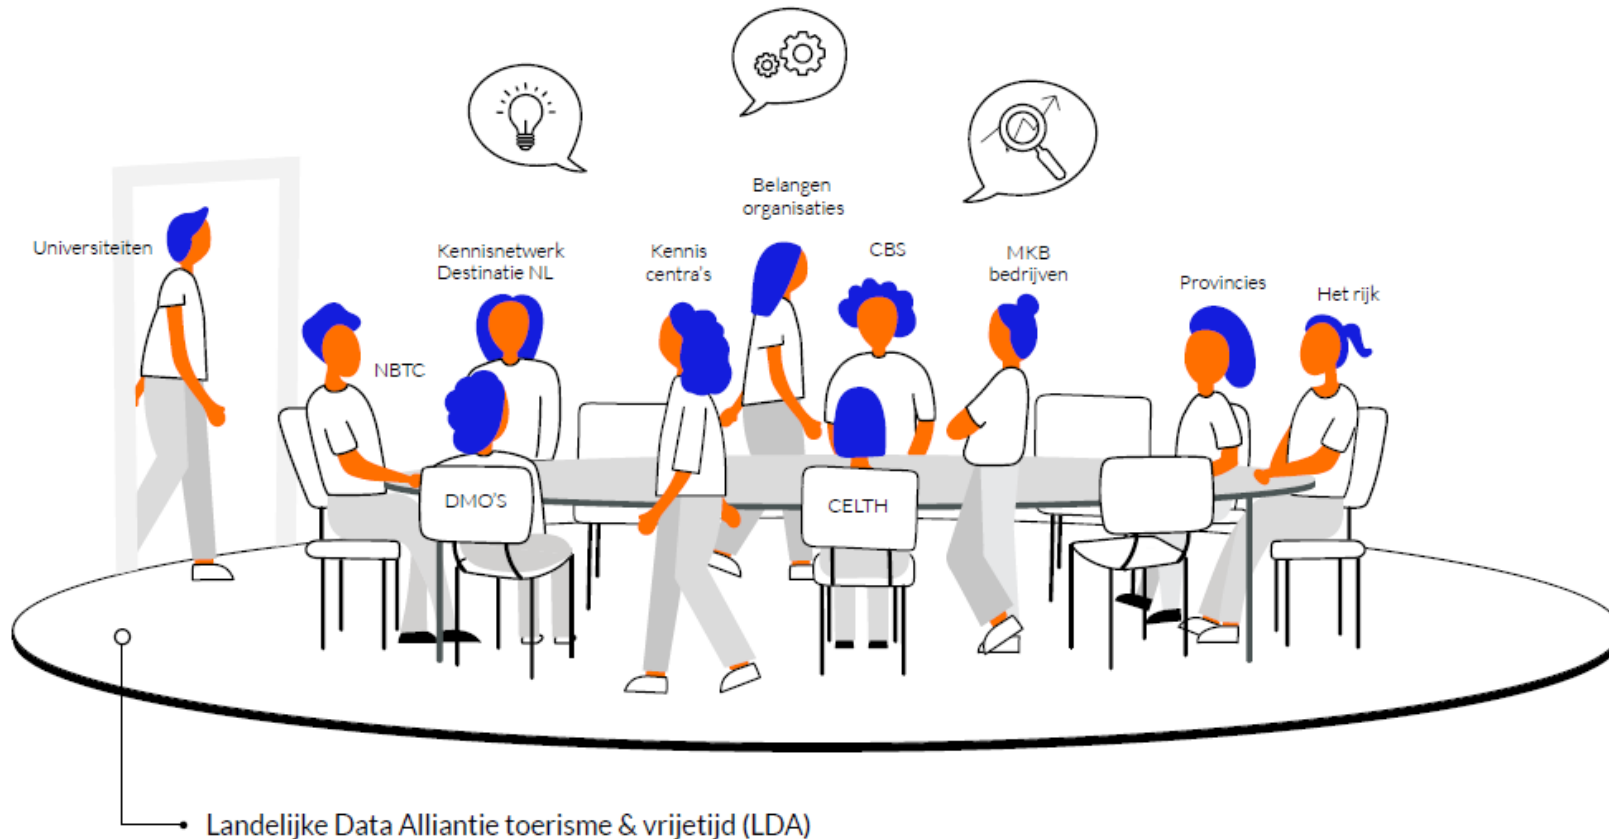 Belangen
organisaties
Universiteiten
Kennisnetwerk
Destinatie NL
Kennis
centra's
CBS
MKB
bedrijven
Provincies
Het rijk
NBTC
DMO'S
CELTH
Landelijke Data Alliantie toerisme & vrijetijd (LDA)